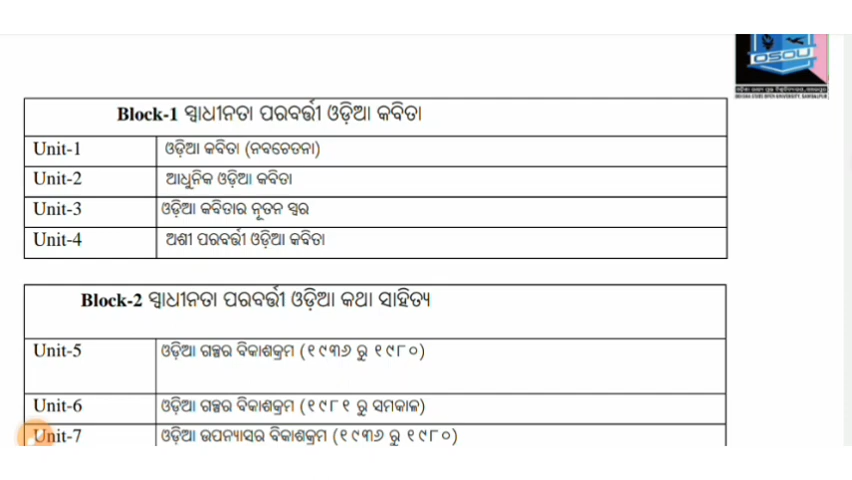 OSOU
Block-1 ସ୍ୱାଧୀନତା ପରବର୍ତ୍ତୀ ଓଡ଼ିଆ କବିତା
Unit-1 ଓଡ଼ିଆ କବିତା (ନବଚେତନା)
Unit-2 ଆଧୁନିକ ଓଡ଼ିଆ କବିତା
Unit-3 ଓଡ଼ିଆ କବିତାର ନୂତନ ସ୍ୱର
Unit-4 ଅଶୀ ପରବର୍ତ୍ତୀ ଓଡ଼ିଆ କବିତା
Block-2 ସ୍ୱାଧୀନତା ପରବର୍ତ୍ତୀ ଓଡ଼ିଆ କଥା ସାହିତ୍ୟ
Unit-5 ଓଡ଼ିଆ ଗଳ୍ପର ବିକାଶକ୍ରମ (୧୯୩୬ ରୁ ୧୯୮୦)
Unit-6 ଓଡ଼ିଆ ଗଳ୍ପର ବିକାଶକ୍ରମ (୧୯୮୧ ରୁ ସମକାଳ)
Unit-7 ଓଡ଼ିଆ ଉପନ୍ୟାସର ବିକାଶକ୍ରମ (୧୯୩୬ ରୁ ୧୯୮୦)